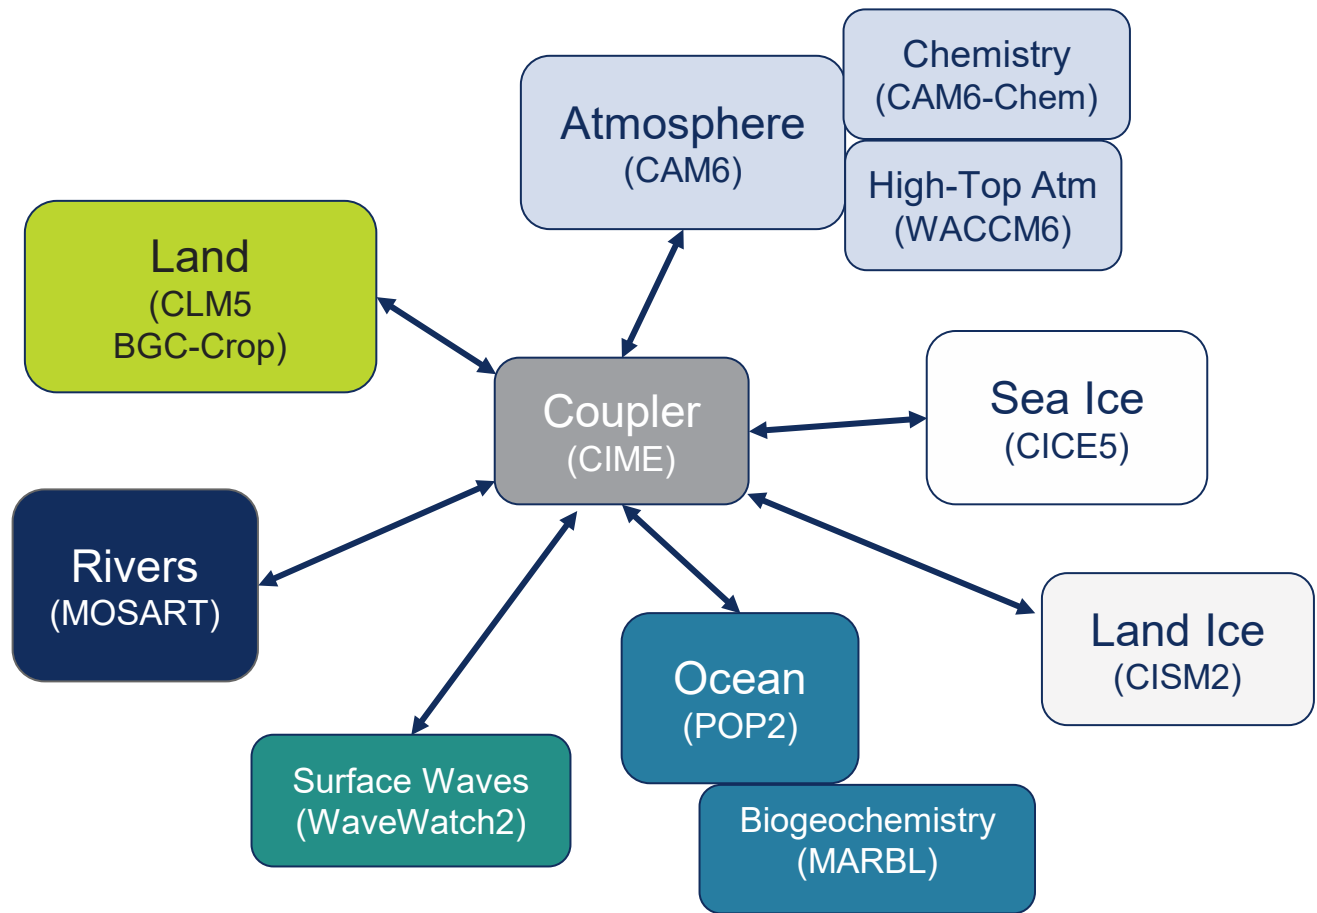 Chemistry
(CAM6-Chem)
Atmosphere
(CAM6)
High-Top Atm
(WACCM6)
Land
(CLM5
BGC-Crop)
Coupler
(CIME)
Sea Ice
(CICE5)
Rivers
(MOSART)
Land Ice
(CISM2)
Ocean
(POP2)
Surface Waves
(WaveWatch2)
Biogeochemistry
(MARBL)